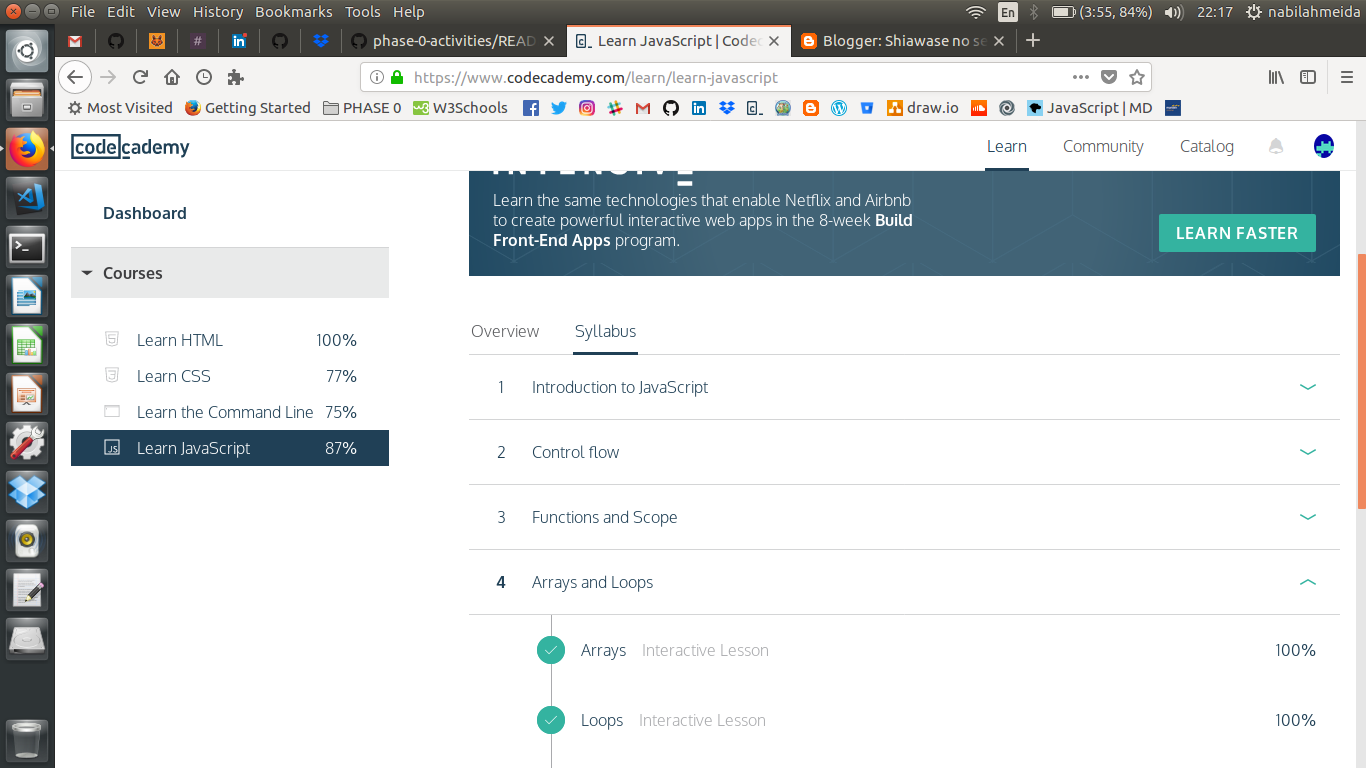 File Edit View History Bookmarks Tools Help
En (3:55, 84%) 22:17 nabilahmeida
phase-0-activities/READ
Learn JavaScript | Codec
Blogger: Shiawase no se
https://www.codecademy.com/learn/learn-javascript
Most Visited Getting Started PHASE 0 W3Schools draw.io JavaScript | MD
codecademy
Learn Community Catalog
Dashboard
Courses
Learn HTML 100%
Learn CSS 77%
Learn the Command Line 75%
Learn JavaScript 87%
INTENSIVE
Learn the same technologies that enable Netflix and Airbnb
to create powerful interactive web apps in the 8-week Build
Front-End Apps program.
LEARN FASTER
Overview Syllabus
1 Introduction to JavaScript
2 Control flow
3 Functions and Scope
4 Arrays and Loops
Arrays Interactive Lesson 100%
Loops Interactive Lesson 100%